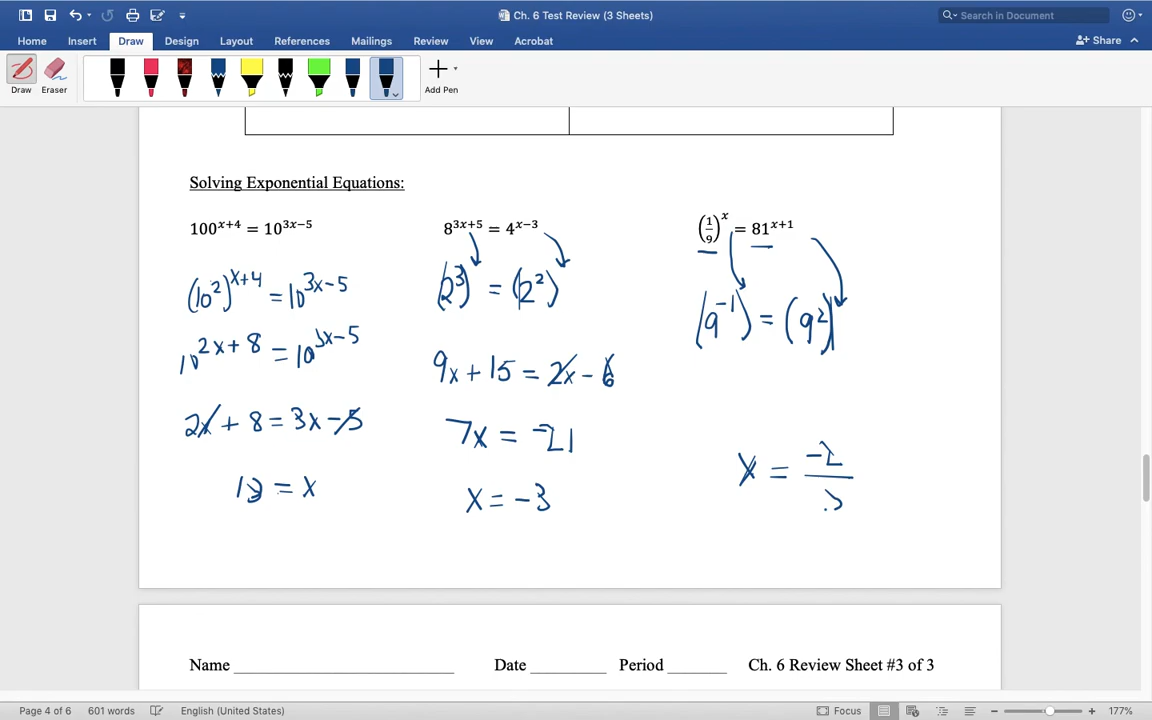 Ch. 6 Test Review (3 Sheets)
Search in Document
Home Insert Draw Design Layout References Mailings Review View Acrobat
Share
Draw Eraser Add Pen
Solving Exponential Equations:
100^{x+4} = 10^{3x−5} 8^{3x+5} = 4^{x−3} (1/9)^x = 81^{x+1}
(10^2)^{x+4} = 10^{3x−5} (2^3) = (2^2) (9^{-1}) = (9^2)
10^{2x+8} = 10^{3x−5} 9x + 15 = 2x − 6
2x + 8 = 3x − 5 7x = -21 x = -2/3
13 = x x = -3
Name Date Period Ch. 6 Review Sheet #3 of 3
Page 4 of 6 601 words English (United States) Focus 177%